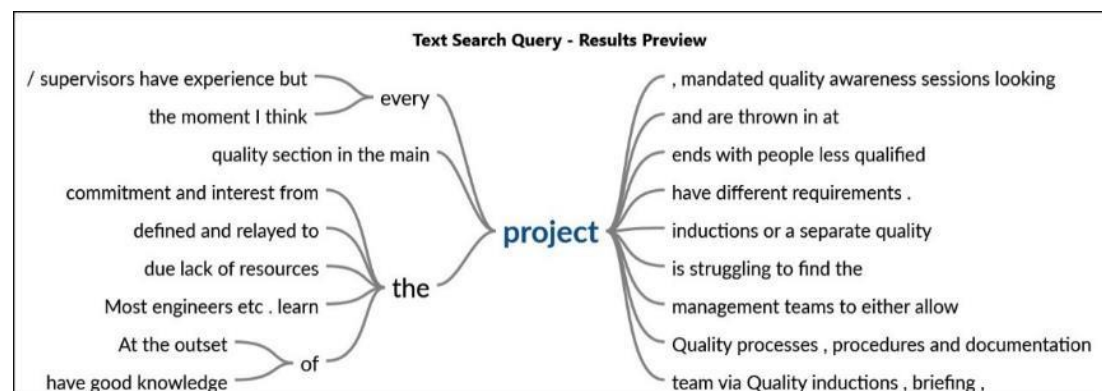 Text Search Query - Results Preview
/ supervisors have experience but
the moment I think
every
quality section in the main
commitment and interest from
defined and relayed to
due lack of resources
the
Most engineers etc . learn
At the outset
of
have good knowledge
project
, mandated quality awareness sessions looking
and are thrown in at
ends with people less qualified
have different requirements .
inductions or a separate quality
is struggling to find the
management teams to either allow
Quality processes , procedures and documentation
team via Quality inductions , briefing ,